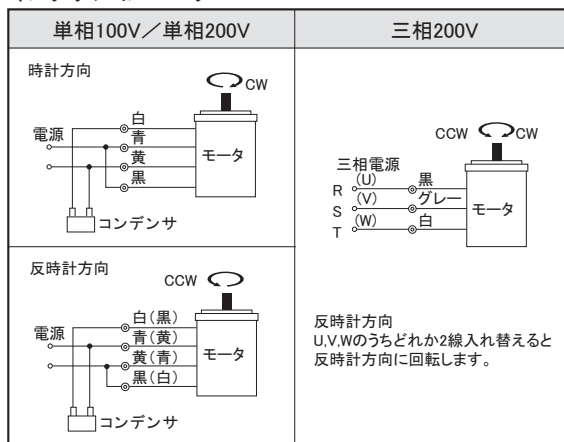 単相100V／単相200V
三相200V
時計方向
CW
白
青
黄
黒
電源
モータ
コンデンサ
反時計方向
CCW
白(黒)
青(黄)
黄(青)
黒(白)
電源
モータ
コンデンサ
CCW
CW
三相電源
R (U) 黒
S (V) グレー
T (W) 白
モータ
反時計方向
U,V,Wのうちどれか2線入れ替えると
反時計方向に回転します。